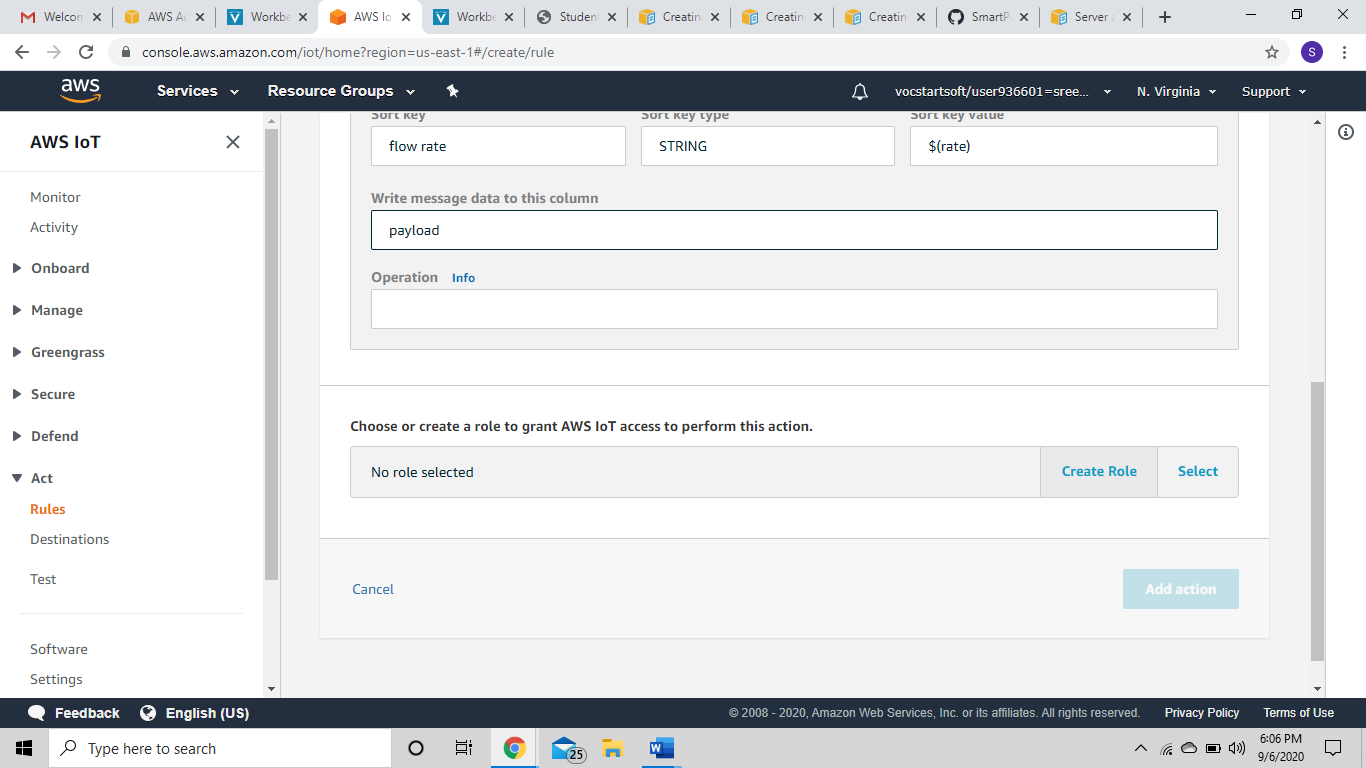 Welcom
AWS Ac
Workbe
AWS Io
Workbe
Student
Creatin
Creatin
Creatin
SmartP
Server
console.aws.amazon.com/iot/home?region=us-east-1#/create/rule
S
aws
Services
Resource Groups
vocstartsoft/user936601=sree...
N. Virginia
Support
AWS IoT
Monitor
Activity
Onboard
Manage
Greengrass
Secure
Defend
Act
Rules
Destinations
Test
Software
Settings
Sort key
Sort key type
Sort key value
flow rate
STRING
$(rate)
Write message data to this column
payload
Operation Info
Choose or create a role to grant AWS IoT access to perform this action.
No role selected
Create Role
Select
Cancel
Add action
Feedback
English (US)
© 2008 - 2020, Amazon Web Services, Inc. or its affiliates. All rights reserved.
Privacy Policy
Terms of Use
Type here to search
25
W
6:06 PM
9/6/2020